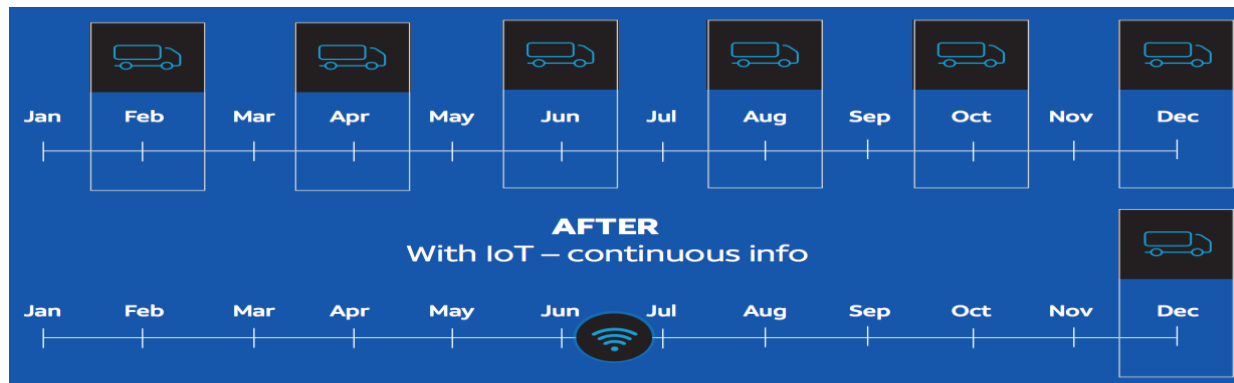 Jan Feb Mar Apr May Jun Jul Aug Sep Oct Nov Dec
AFTER
With IoT – continuous info
Jan Feb Mar Apr May Jun Jul Aug Sep Oct Nov Dec